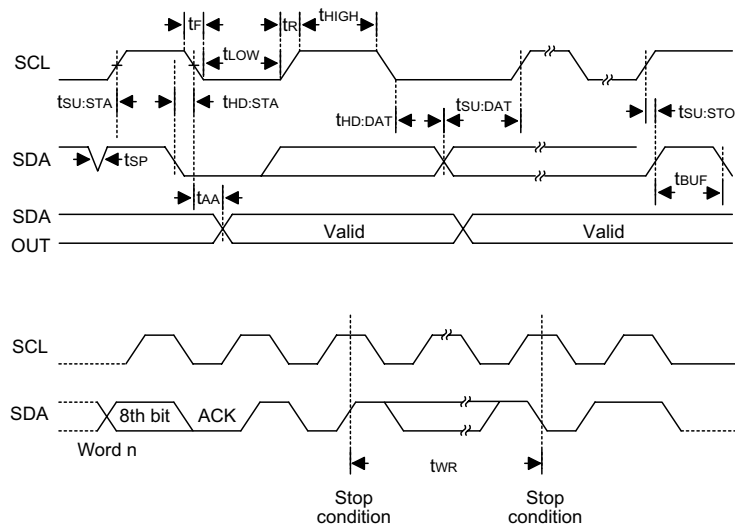 tF
tR
tHIGH
SCL
tLOW
tSU:STA
tHD:STA
tHD:DAT
tSU:DAT
tSU:STO
SDA
tSP
tBUF
tAA
SDA
OUT
Valid
Valid
SCL
SDA
8th bit
ACK
Word n
tWR
Stop
condition
Stop
condition